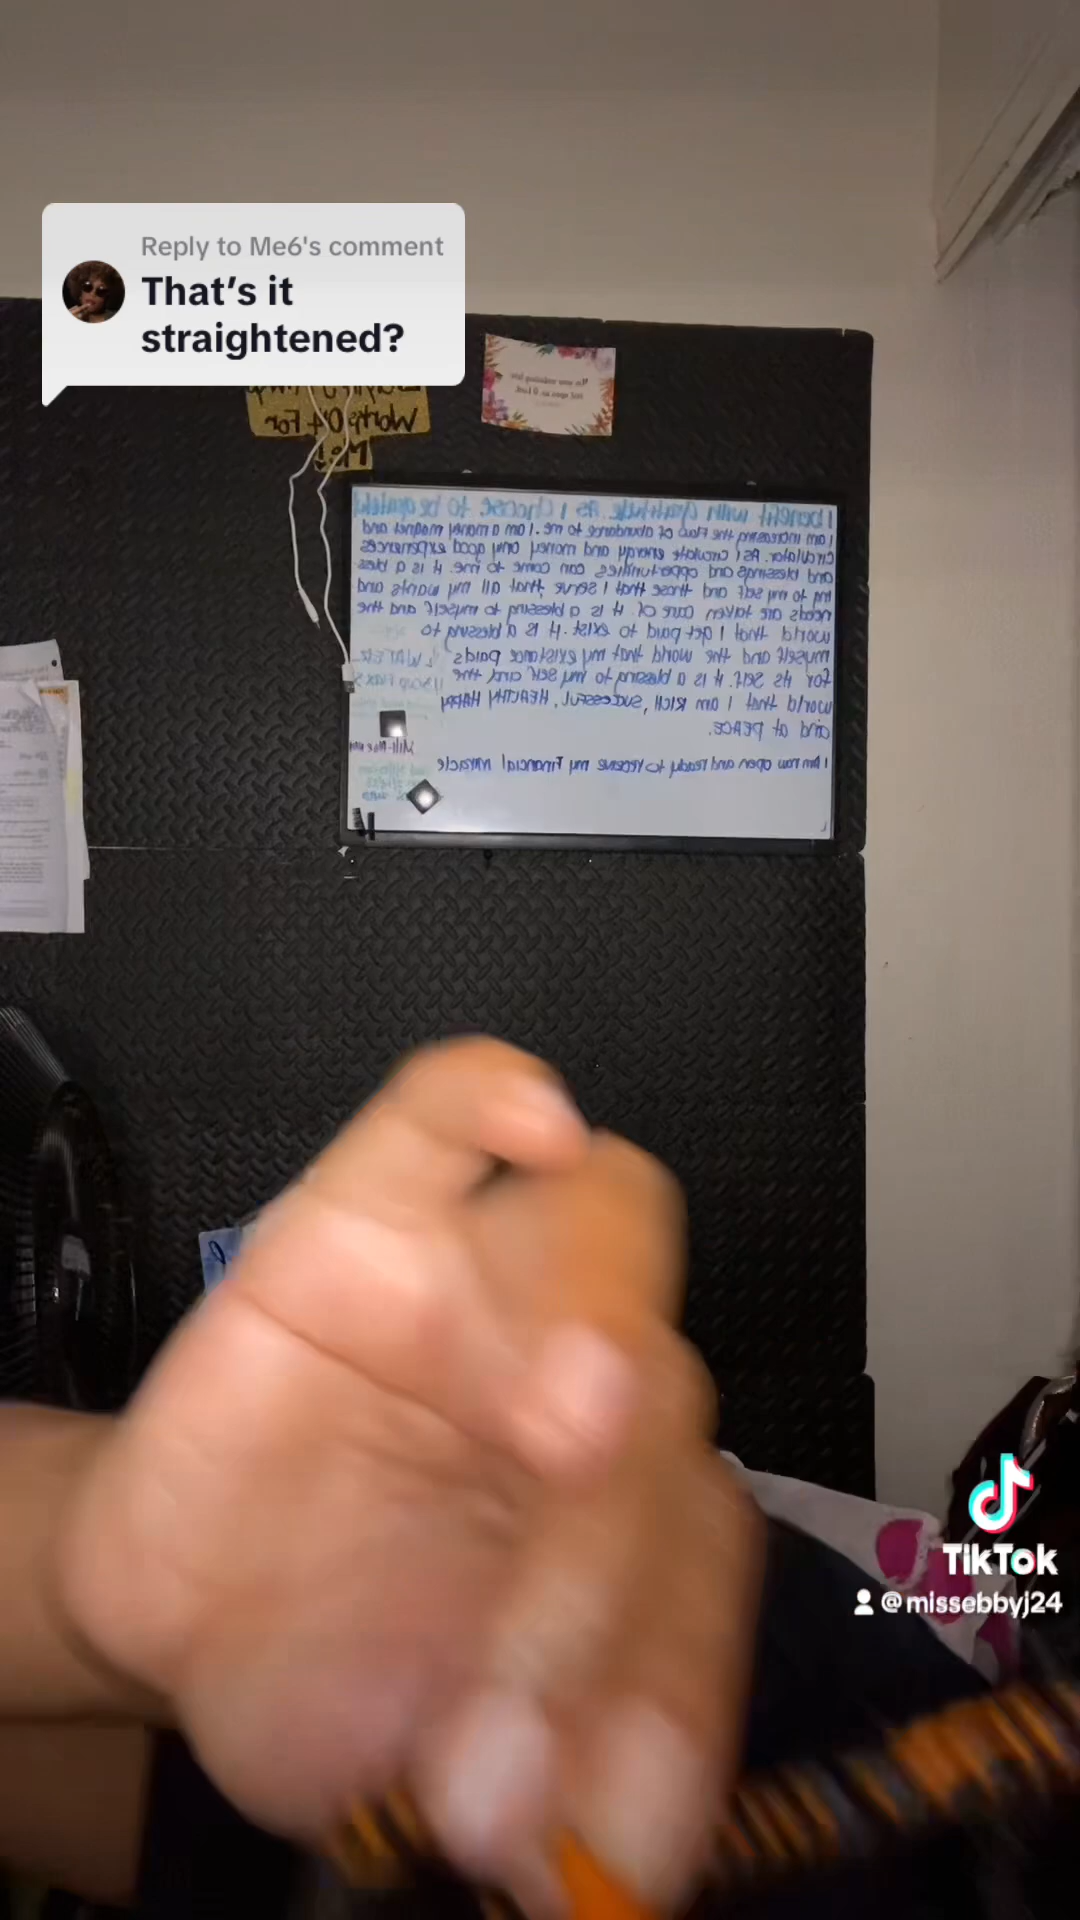 Reply to Me6's comment
That's it
straightened?
Works Out For
Me!
I benefit with Gratitude. As I choose to be grateful
I am increasing the flow of abundance to me. I am a money magnet and
circulator. As I circulate energy and money only good experiences
and blessings and opportunities can come to me. It is a bless-
ing to my self and those that I serve that all my wants and
needs are taken care of. It is a blessing to myself and the
world that I get paid to exist. It is a blessing to
myself and the world that my existance paids
for its self. It is a blessing to my self and the
world that I am RICH, SUCCESSFUL, HEALTHY HAPPY
and at PEACE.
I Am now open and ready to receive my Financial miracle
TikTok
@missebbyj24